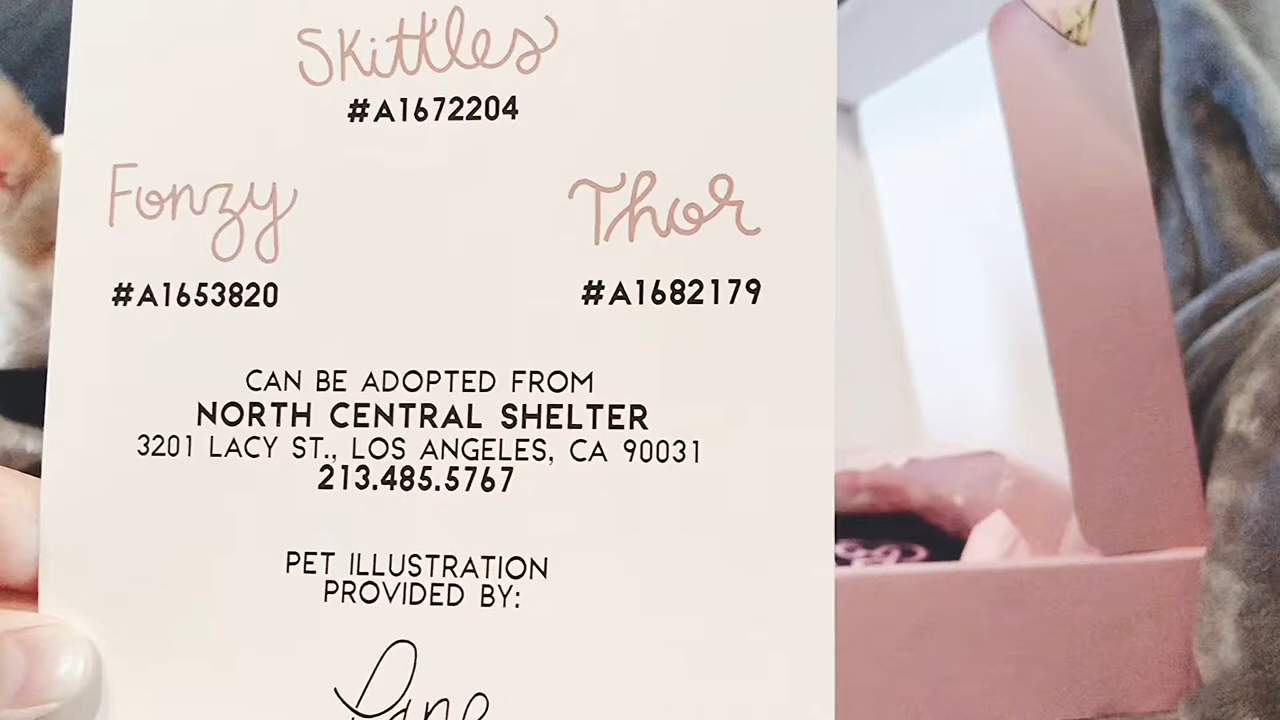 Skittles
#A1672204
Fonzy
#A1653820
Thor
#A1682179
CAN BE ADOPTED FROM
NORTH CENTRAL SHELTER
3201 LACY ST., LOS ANGELES, CA 90031
213.485.5767
PET ILLUSTRATION
PROVIDED BY: